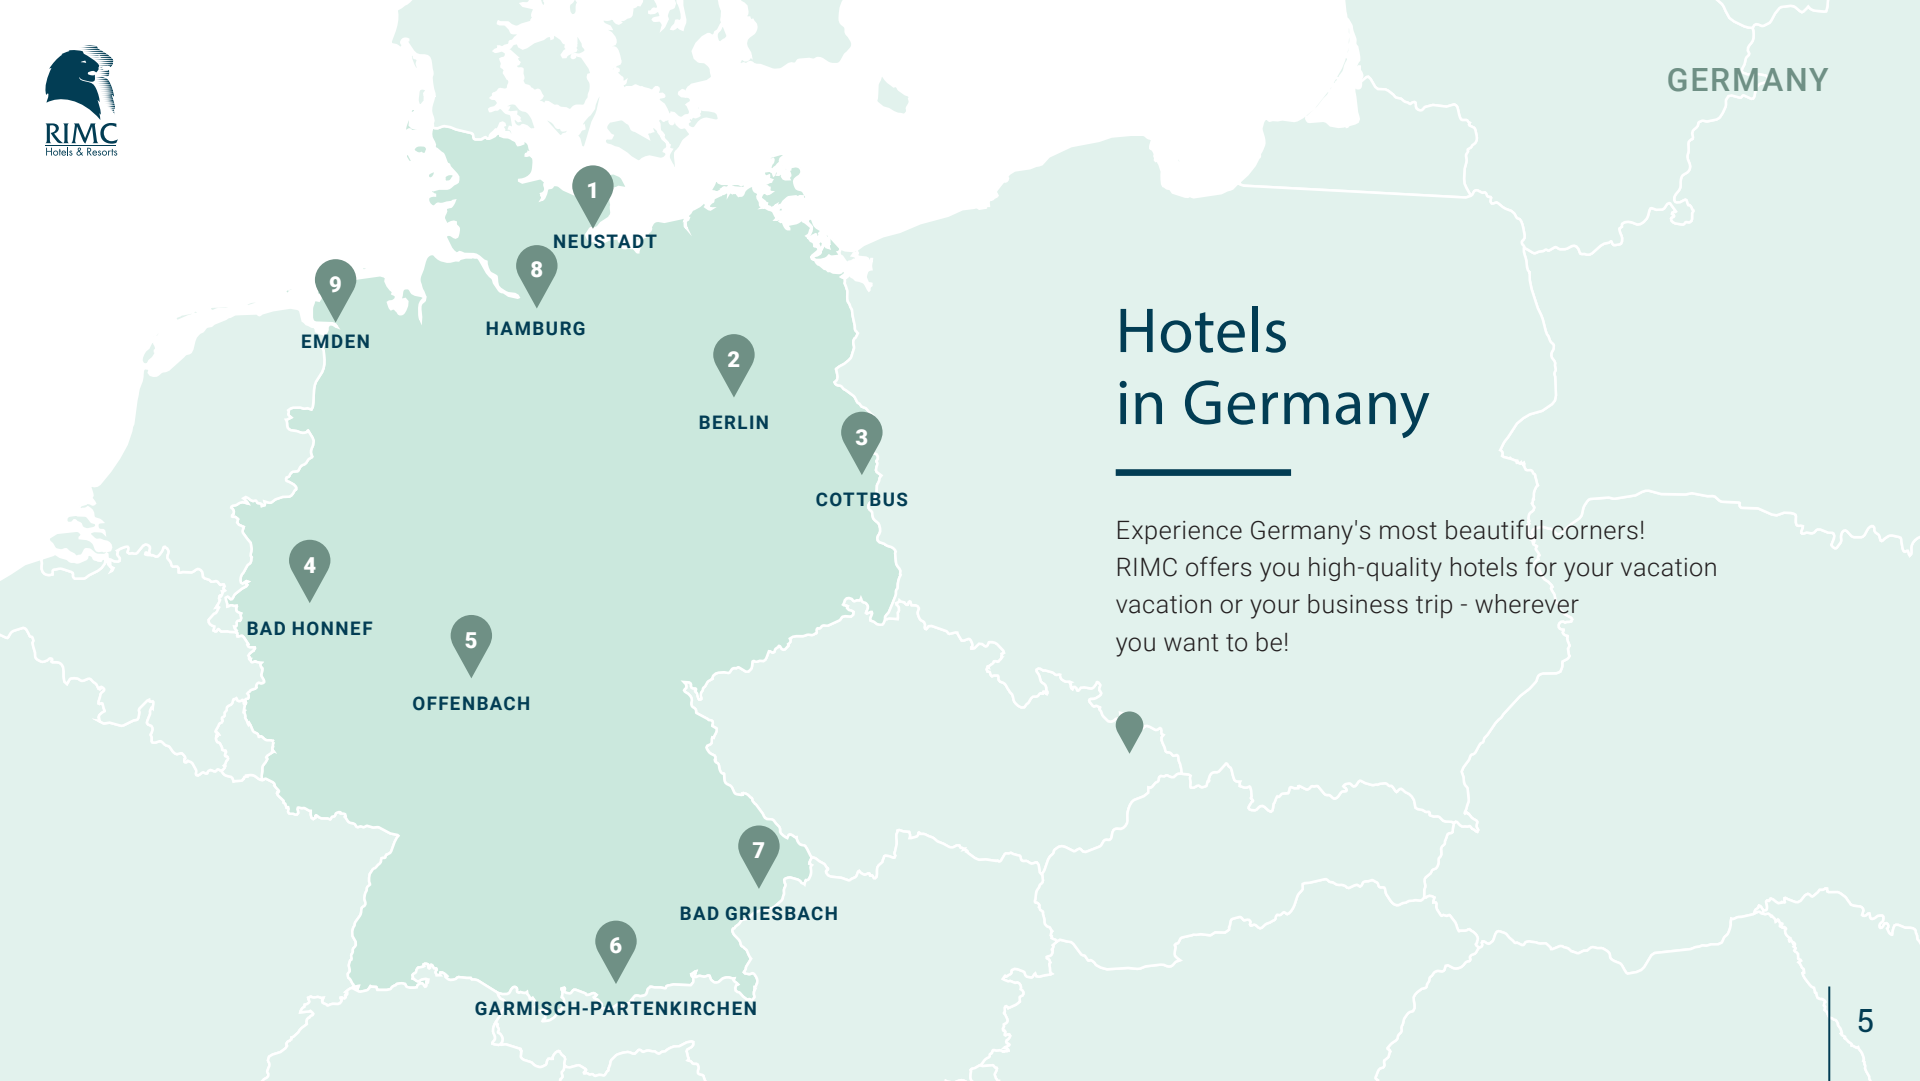 RIMC
Hotels & Resorts
GERMANY
1
NEUSTADT
8
HAMBURG
9
EMDEN
2
BERLIN
3
COTTBUS
4
BAD HONNEF
5
OFFENBACH
7
BAD GRIESBACH
6
GARMISCH-PARTENKIRCHEN
Hotels
in Germany
Experience Germany's most beautiful corners!
RIMC offers you high-quality hotels for your vacation
vacation or your business trip - wherever
you want to be!
5